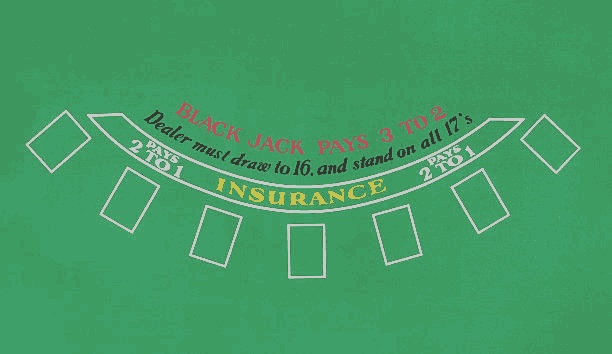 BLACK JACK PAYS 3 TO 2
Dealer must draw to 16, and stand on all 17's
PAYS
2 TO 1
INSURANCE
PAYS
2 TO 1